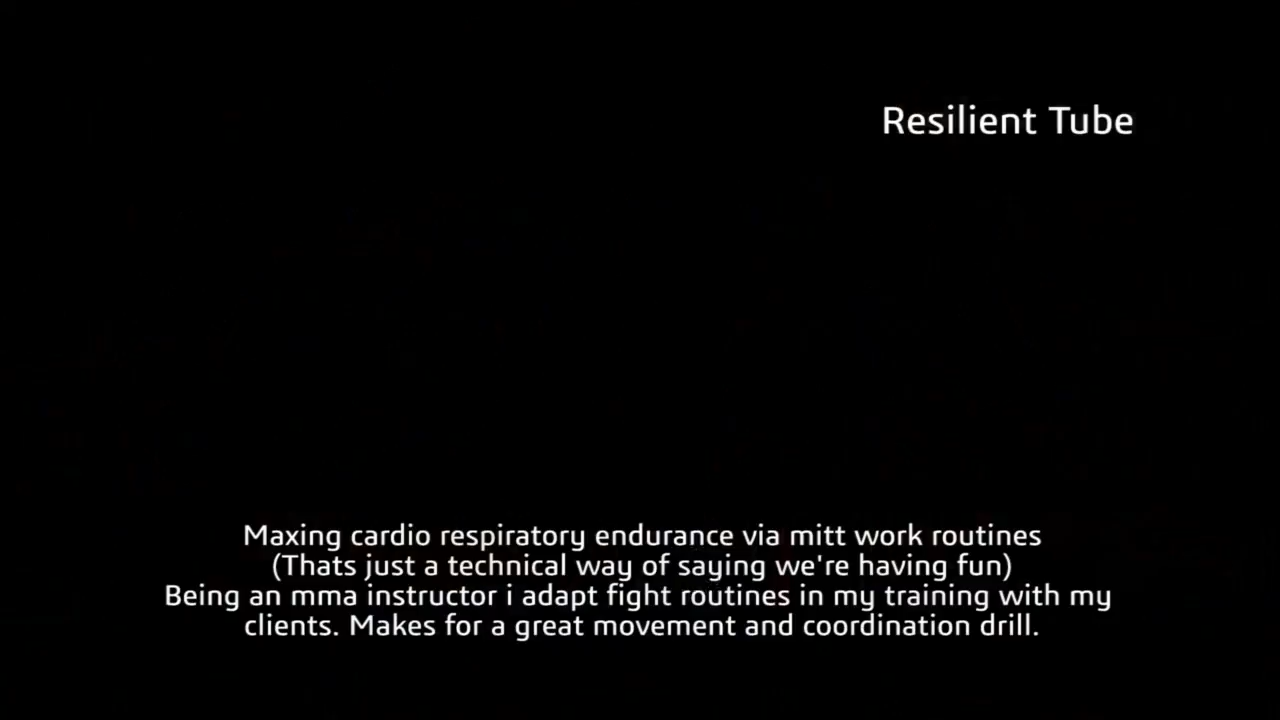 Resilient Tube
Maxing cardio respiratory endurance via mitt work routines
(Thats just a technical way of saying we're having fun)
Being an mma instructor i adapt fight routines in my training with my
clients. Makes for a great movement and coordination drill.